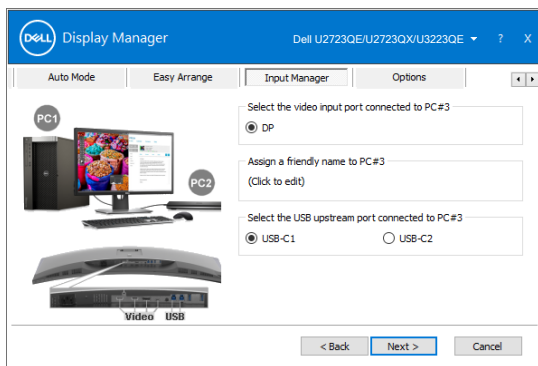 DELL Display Manager
Dell U2723QE/U2723QX/U3223QE
? X
Auto Mode
Easy Arrange
Input Manager
Options
PC1
PC2
Video USB
Select the video input port connected to PC#3
DP
Assign a friendly name to PC#3
(Click to edit)
Select the USB upstream port connected to PC#3
USB-C1
USB-C2
< Back
Next >
Cancel